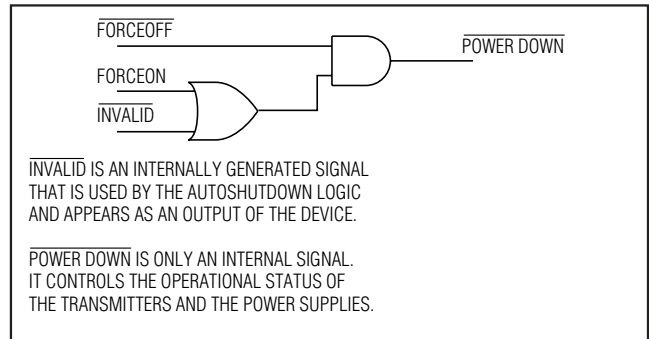 FORCEOFF
POWER DOWN
FORCEON
INVALID
INVALID IS AN INTERNALLY GENERATED SIGNAL
THAT IS USED BY THE AUTOSHUTDOWN LOGIC
AND APPEARS AS AN OUTPUT OF THE DEVICE.
POWER DOWN IS ONLY AN INTERNAL SIGNAL.
IT CONTROLS THE OPERATIONAL STATUS OF
THE TRANSMITTERS AND THE POWER SUPPLIES.